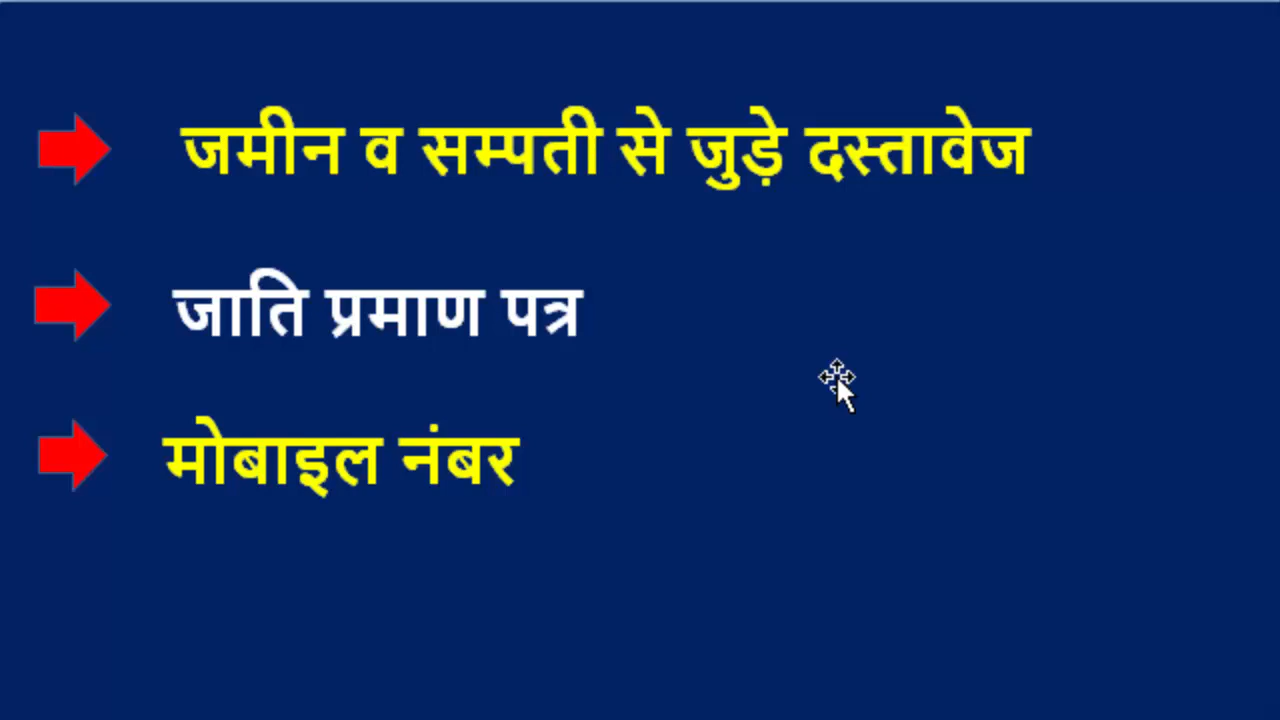 जमीन व सम्पती से जुड़े दस्तावेज
जाति प्रमाण पत्र
मोबाइल नंबर